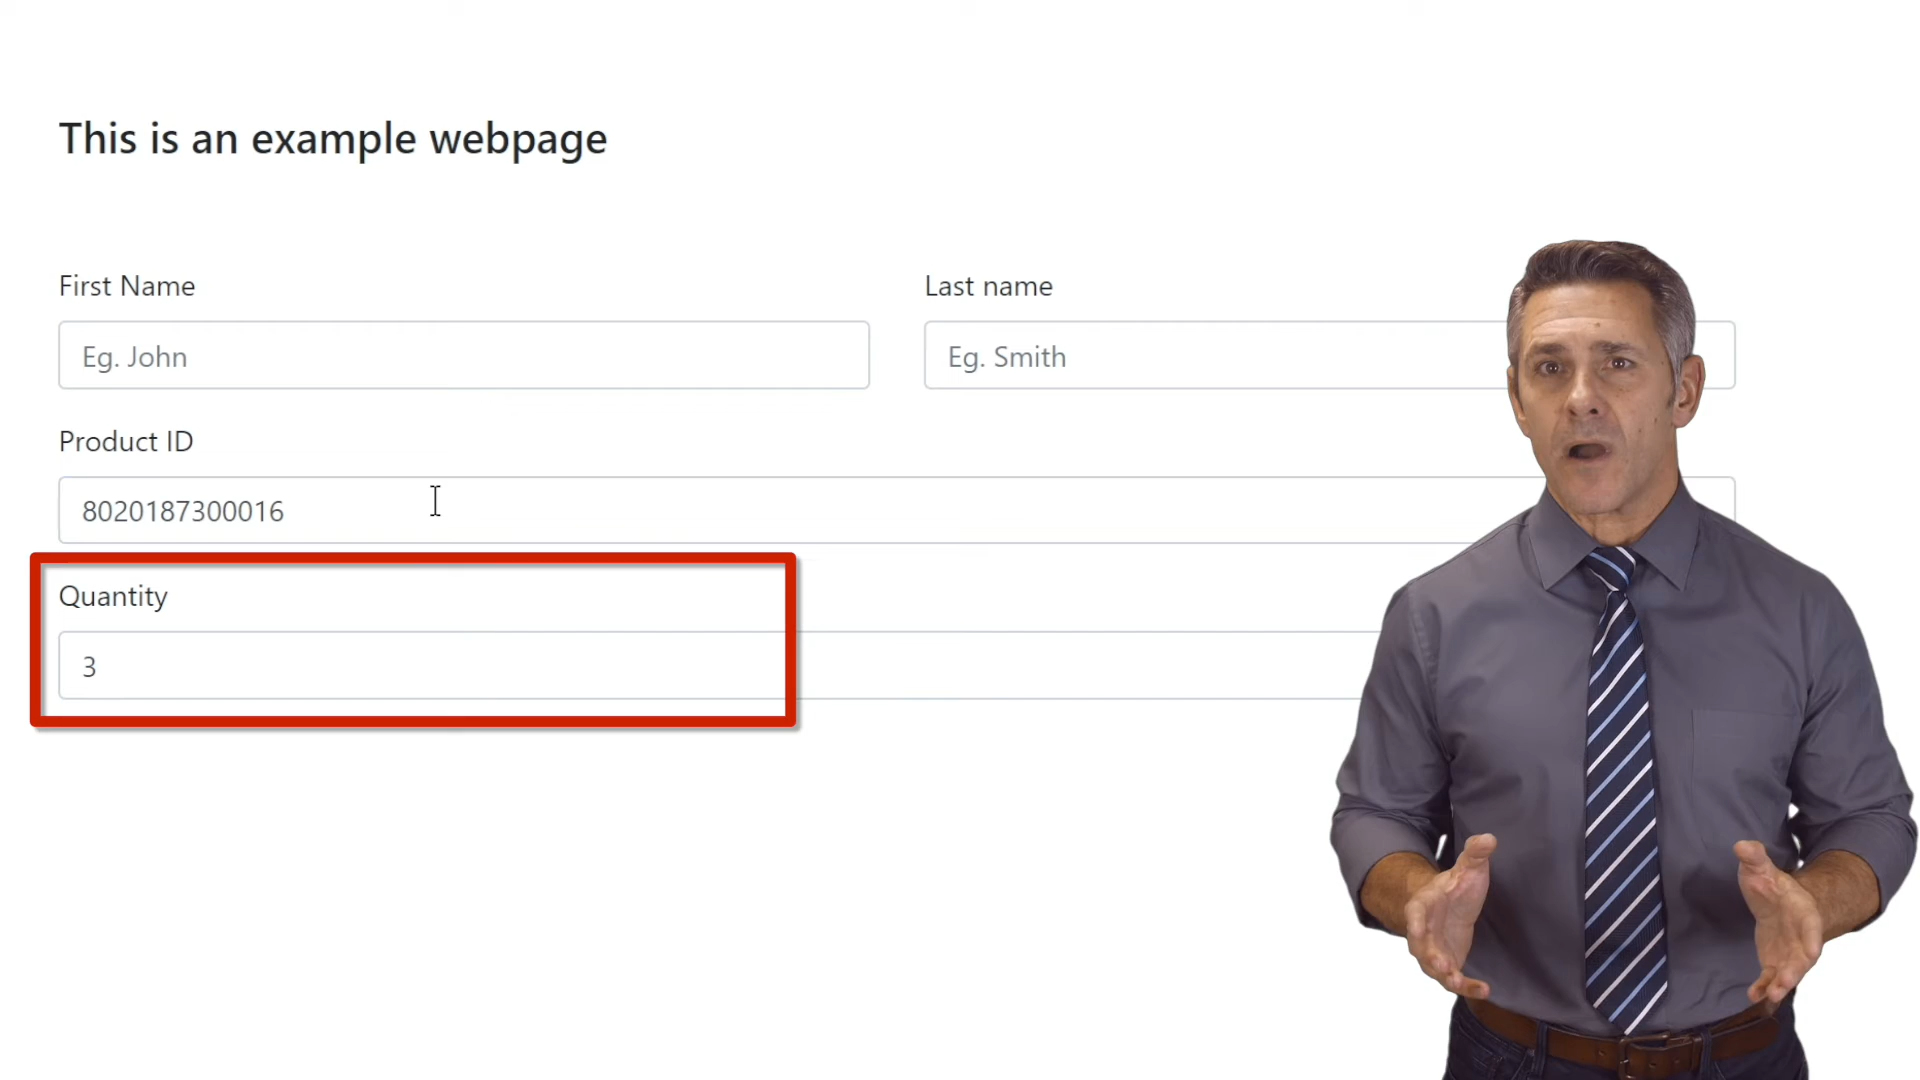 This is an example webpage
First Name
Last name
Eg. John
Eg. Smith
Product ID
8020187300016
Quantity
3